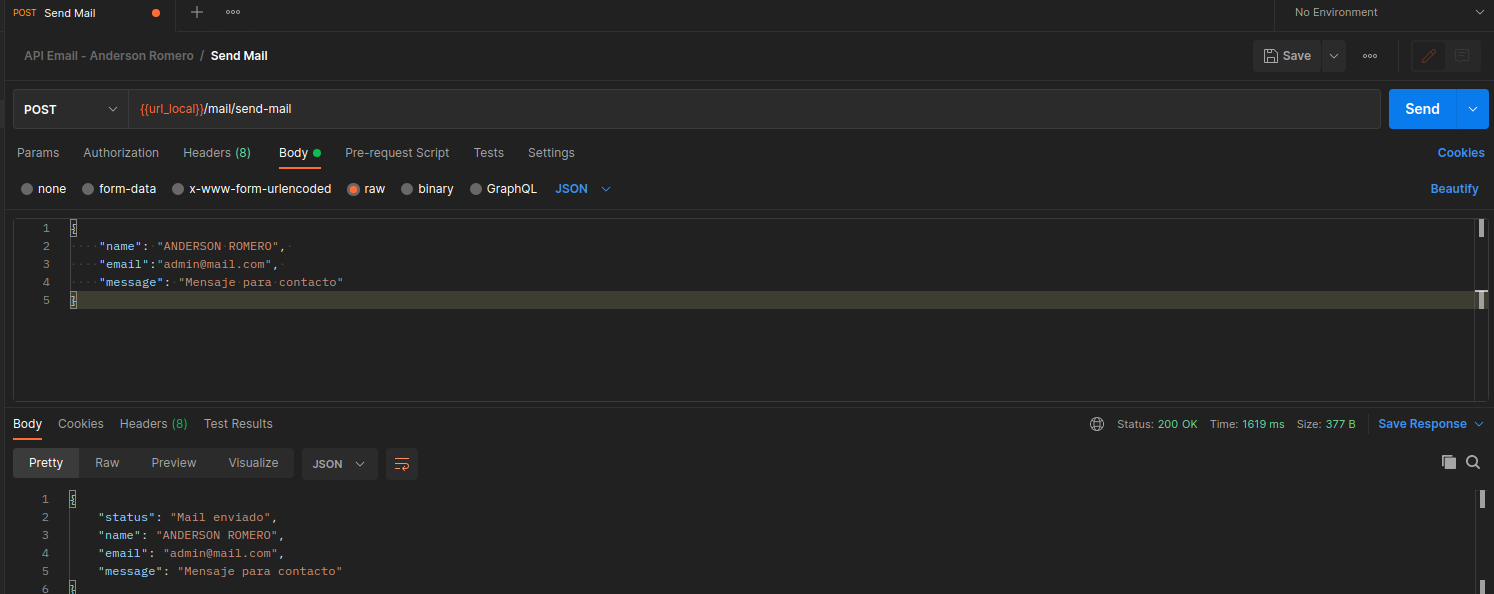 POST Send Mail
No Environment
API Email - Anderson Romero / Send Mail
Save
POST
{{url_local}}/mail/send-mail
Send
Params Authorization Headers (8) Body Pre-request Script Tests Settings Cookies
none form-data x-www-form-urlencoded raw binary GraphQL JSON Beautify
1 {
2 "name": "ANDERSON ROMERO",
3 "email":"admin@mail.com",
4 "message": "Mensaje para contacto"
5 }
Body Cookies Headers (8) Test Results Status: 200 OK Time: 1619 ms Size: 377 B Save Response
Pretty Raw Preview Visualize JSON
1 {
2 "status": "Mail enviado",
3 "name": "ANDERSON ROMERO",
4 "email": "admin@mail.com",
5 "message": "Mensaje para contacto"
6 }